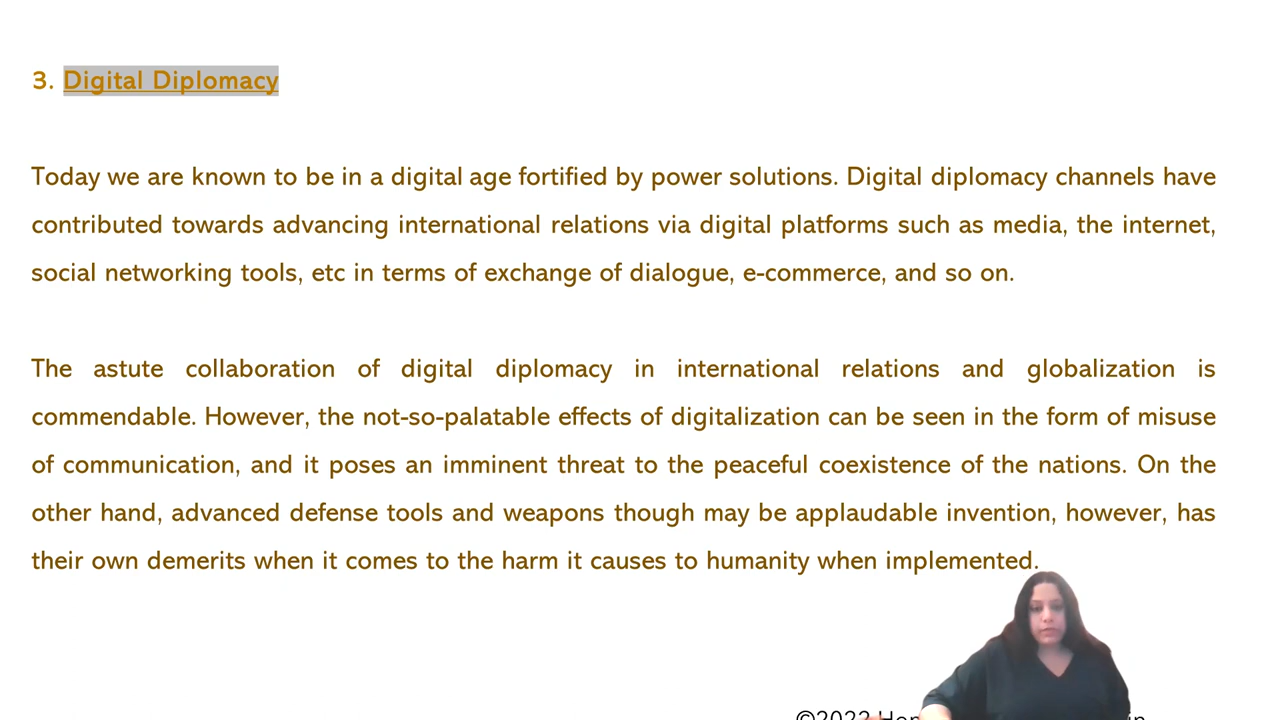 3. Digital Diplomacy
Today we are known to be in a digital age fortified by power solutions. Digital diplomacy channels have
contributed towards advancing international relations via digital platforms such as media, the internet,
social networking tools, etc in terms of exchange of dialogue, e-commerce, and so on.
The astute collaboration of digital diplomacy in international relations and globalization is
commendable. However, the not-so-palatable effects of digitalization can be seen in the form of misuse
of communication, and it poses an imminent threat to the peaceful coexistence of the nations. On the
other hand, advanced defense tools and weapons though may be applaudable invention, however, has
their own demerits when it comes to the harm it causes to humanity when implemented.
©2022